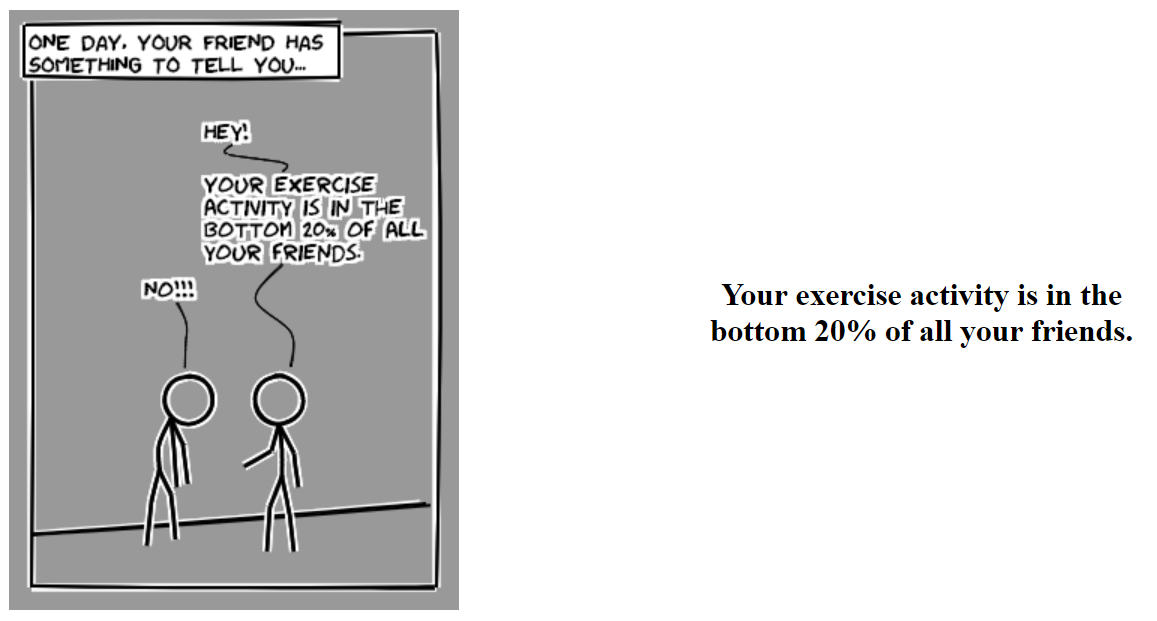 ONE DAY, YOUR FRIEND HAS
SOMETHING TO TELL YOU...
HEY!
YOUR EXERCISE
ACTIVITY IS IN THE
BOTTOM 20% OF ALL
YOUR FRIENDS.
NO!!!
Your exercise activity is in the
bottom 20% of all your friends.